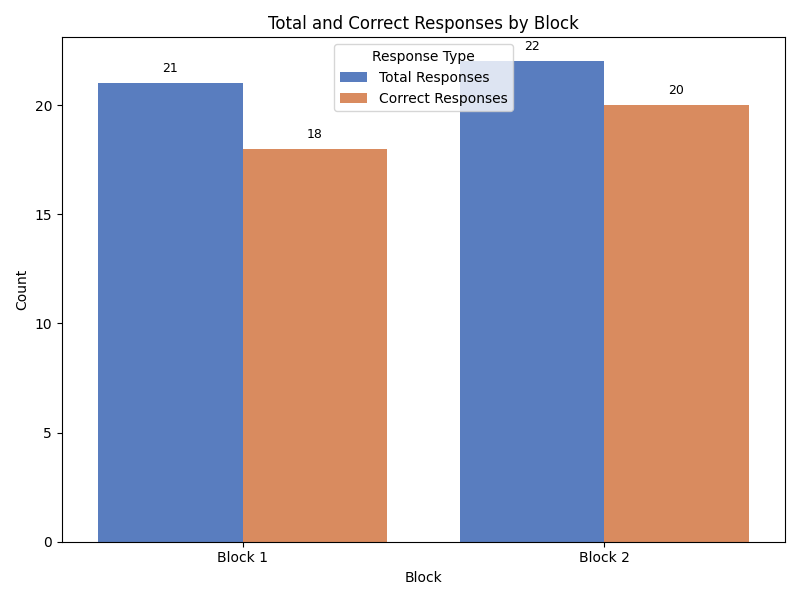 Total and Correct Responses by Block
Response Type
Total Responses
Correct Responses
21
18
22
20
Count
20
15
10
5
0
Block 1
Block 2
Block